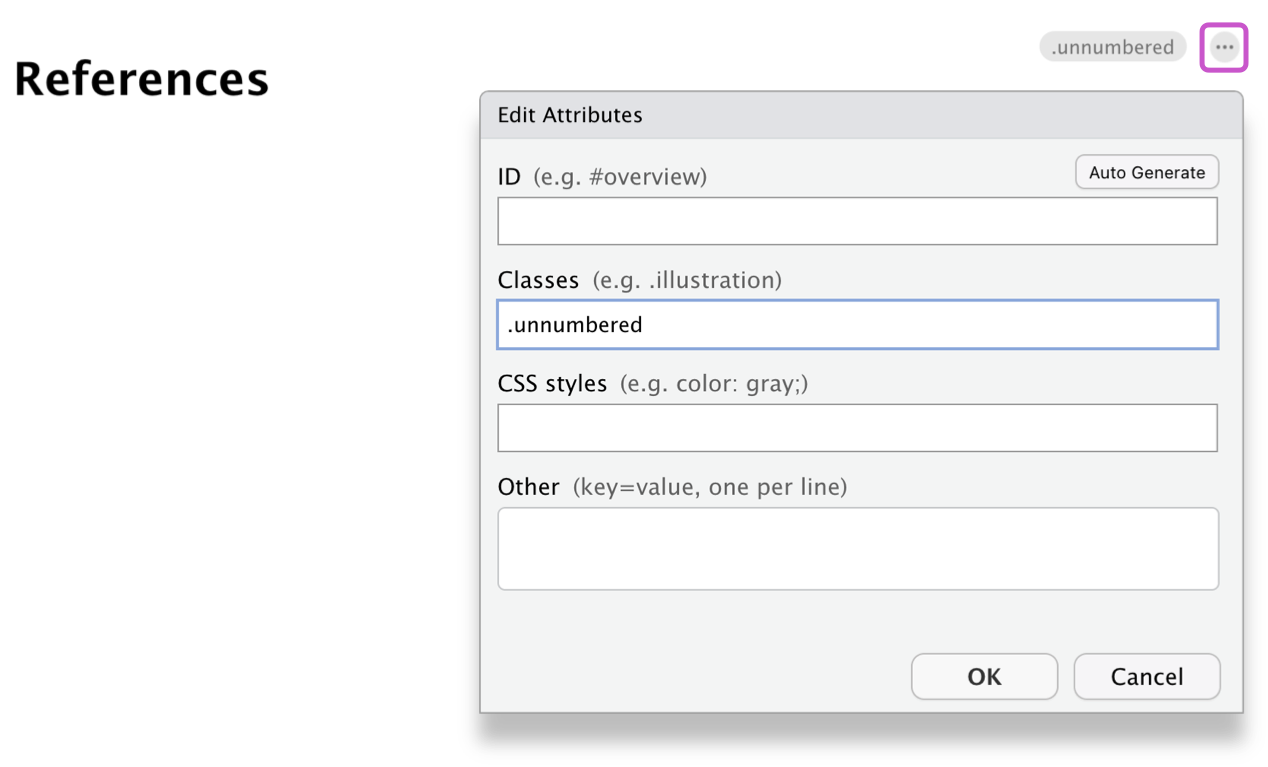 .unnumbered
References
Edit Attributes
ID (e.g. #overview) Auto Generate
Classes (e.g. .illustration)
.unnumbered
CSS styles (e.g. color: gray;)
Other (key=value, one per line)
OK Cancel